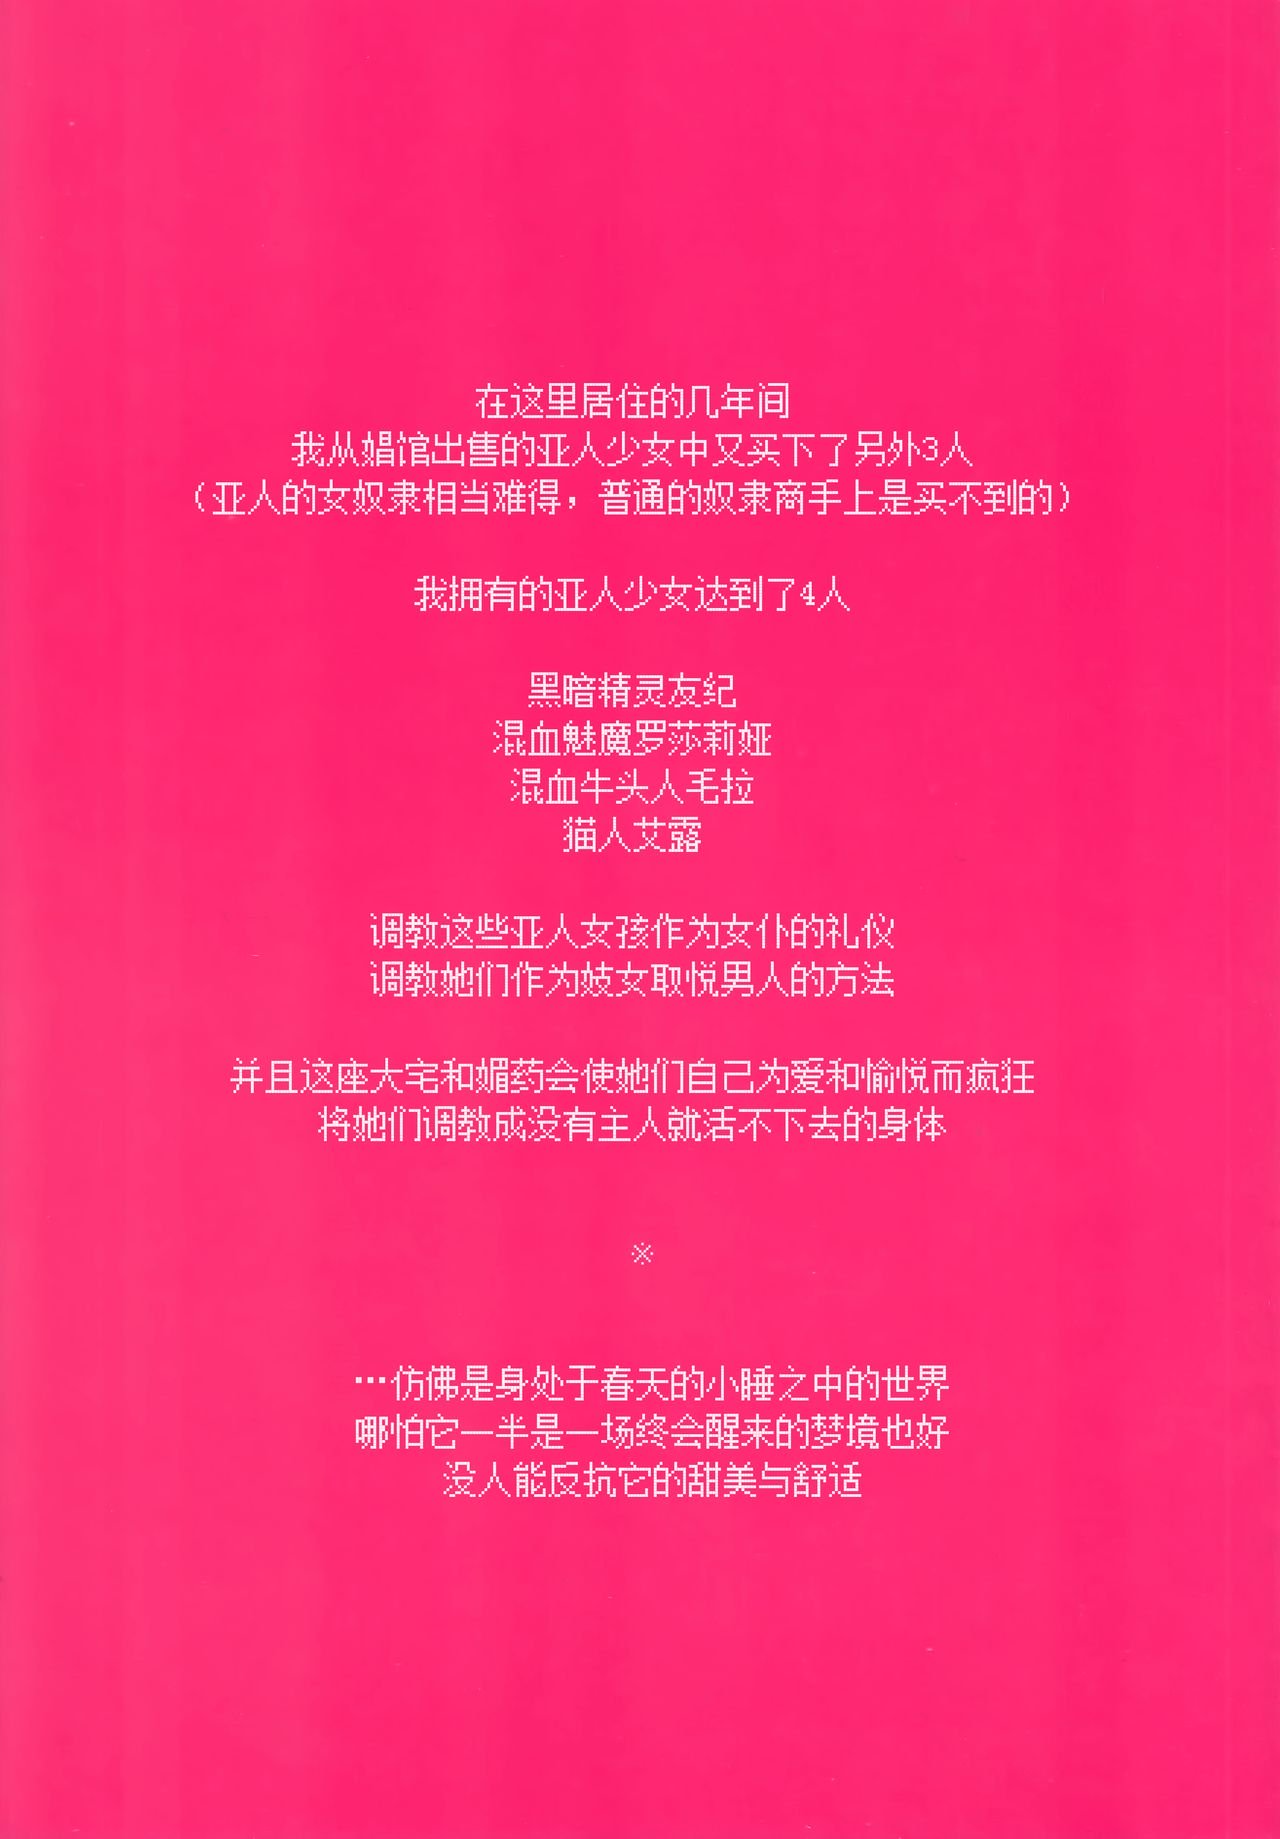 在这里居住的几年间
我从娼馆出售的亚人少女中又买下了另外3人
（亚人的女奴隶相当难得，普通的奴隶商手上是买不到的）
我拥有的亚人少女达到了4人
黑暗精灵友纪
混血魅魔罗莎莉娅
混血牛头人毛拉
猫人艾露
调教这些亚人女孩作为女仆的礼仪
调教她们作为妓女取悦男人的方法
并且这座大宅和媚药会使她们自己为爱和愉悦而疯狂
将她们调教成没有主人就活不下去的身体
※
…仿佛是身处于春天的小睡之中的世界
哪怕它一半是一场终会醒来的梦境也好
没人能反抗它的甜美与舒适